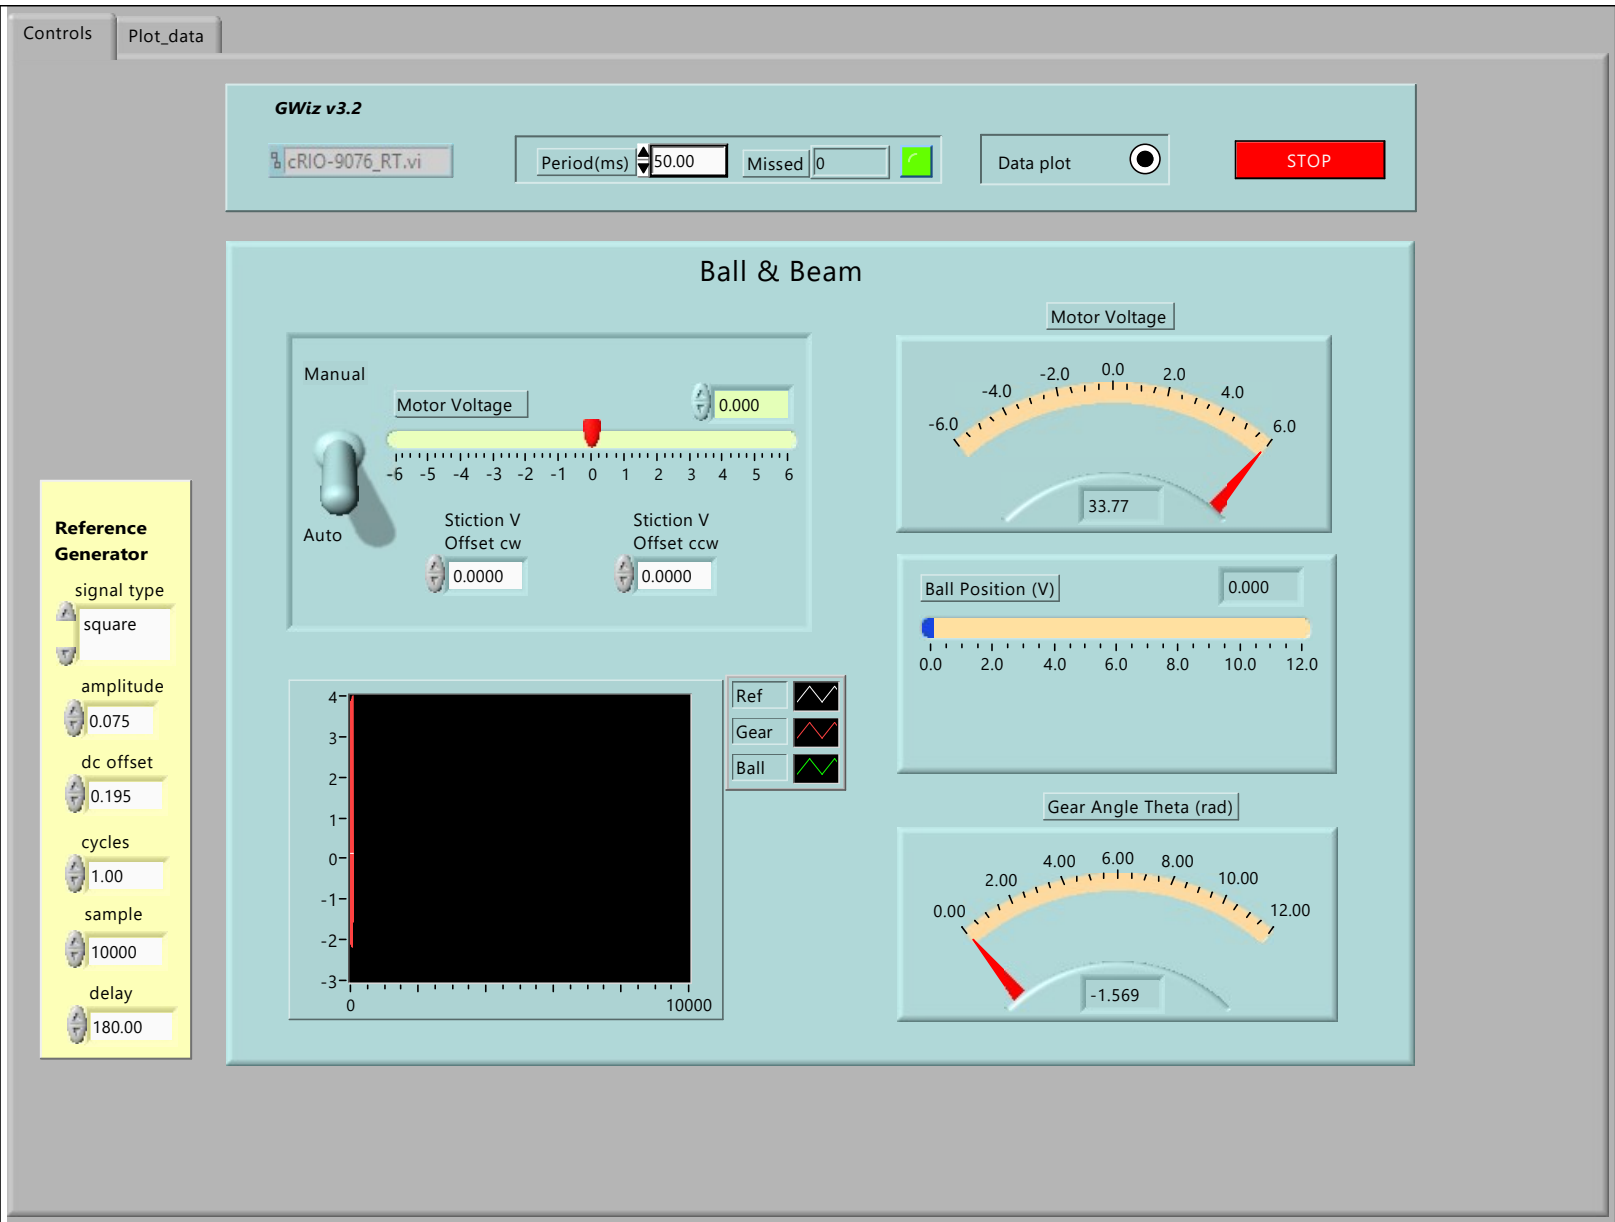 Controls
Plot_data
GWiz v3.2
cRIO-9076_RT.vi
Period(ms)
50.00
Missed
0
Data plot
STOP
Ball & Beam
Manual
Motor Voltage
0.000
-6 -5 -4 -3 -2 -1 0 1 2 3 4 5 6
Auto
Stiction V
Offset cw
0.0000
Stiction V
Offset ccw
0.0000
Motor Voltage
-6.0 -4.0 -2.0 0.0 2.0 4.0 6.0
33.77
Ball Position (V)
0.000
0.0 2.0 4.0 6.0 8.0 10.0 12.0
Reference
Generator
signal type
square
amplitude
0.075
dc offset
0.195
cycles
1.00
sample
10000
delay
180.00
4
3
2
1
0
-1
-2
-3
0 10000
Ref
Gear
Ball
Gear Angle Theta (rad)
0.00 2.00 4.00 6.00 8.00 10.00 12.00
-1.569